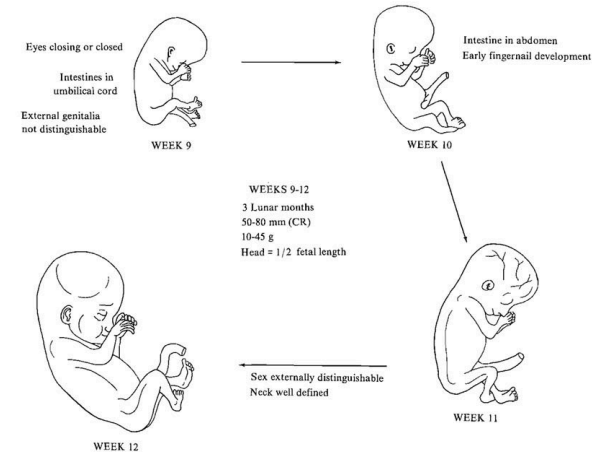 Eyes closing or closed
Intestines in
umbilical cord
External genitalia
not distinguishable
WEEK 9
Intestine in abdomen
Early fingernail development
WEEK 10
WEEKS 9-12
3 Lunar months
50-80 mm (CR)
10-45 g
Head = 1/2 fetal length
WEEK 11
Sex externally distinguishable
Neck well defined
WEEK 12